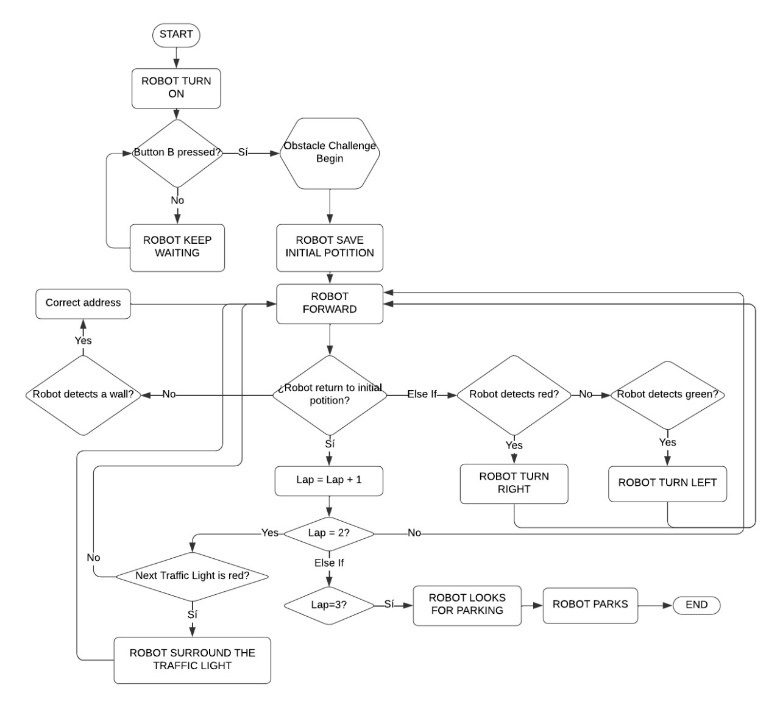 START
ROBOT TURN
ON
Button B pressed?
Sí
Obstacle Challenge
Begin
No
ROBOT KEEP
WAITING
ROBOT SAVE
INITIAL POTITION
Correct address
ROBOT
FORWARD
Yes
Robot detects a wall?
No
¿Robot return to initial
potition?
Else If
Robot detects red?
No
Robot detects green?
Sí
Yes
Yes
Lap = Lap + 1
ROBOT TURN
RIGHT
ROBOT TURN LEFT
Yes
Lap = 2?
No
No
Next Traffic Light is red?
Else If
Sí
Lap=3?
Sí
ROBOT LOOKS
FOR PARKING
ROBOT PARKS
END
ROBOT SURROUND THE
TRAFFIC LIGHT